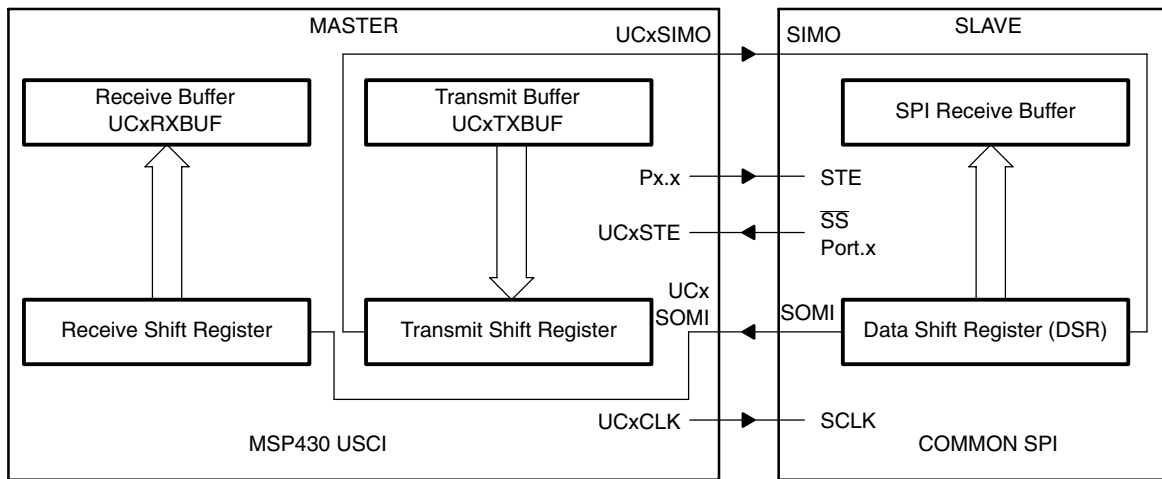 MASTER
UCxSIMO
SIMO
SLAVE
Receive Buffer
UCxRXBUF
Transmit Buffer
UCxTXBUF
SPI Receive Buffer
Px.x
STE
UCxSTE
S̅S̅
Port.x
UCx
SOMI
SOMI
Receive Shift Register
Transmit Shift Register
Data Shift Register (DSR)
UCxCLK
SCLK
MSP430 USCI
COMMON SPI